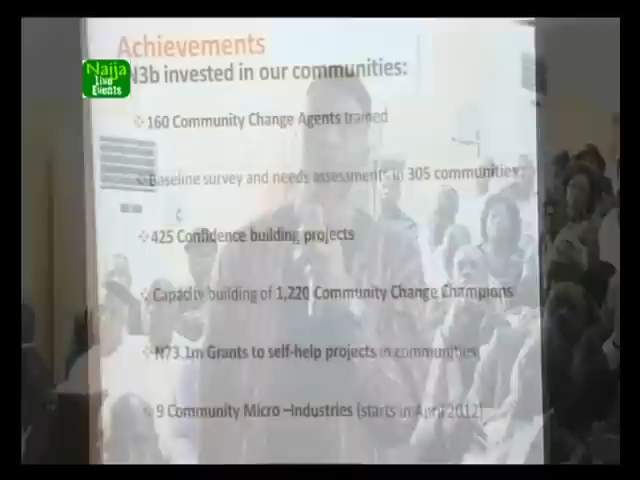 Achievements
Naija
Live
Events
N3b invested in our communities:
160 Community Change Agents trained
Baseline survey and needs assessments in 305 communities
425 Confidence building projects
Capacity building of 1,220 Community Change Champions
N73.1m Grants to self-help projects in communities
9 Community Micro –Industries (starts in April 2012)